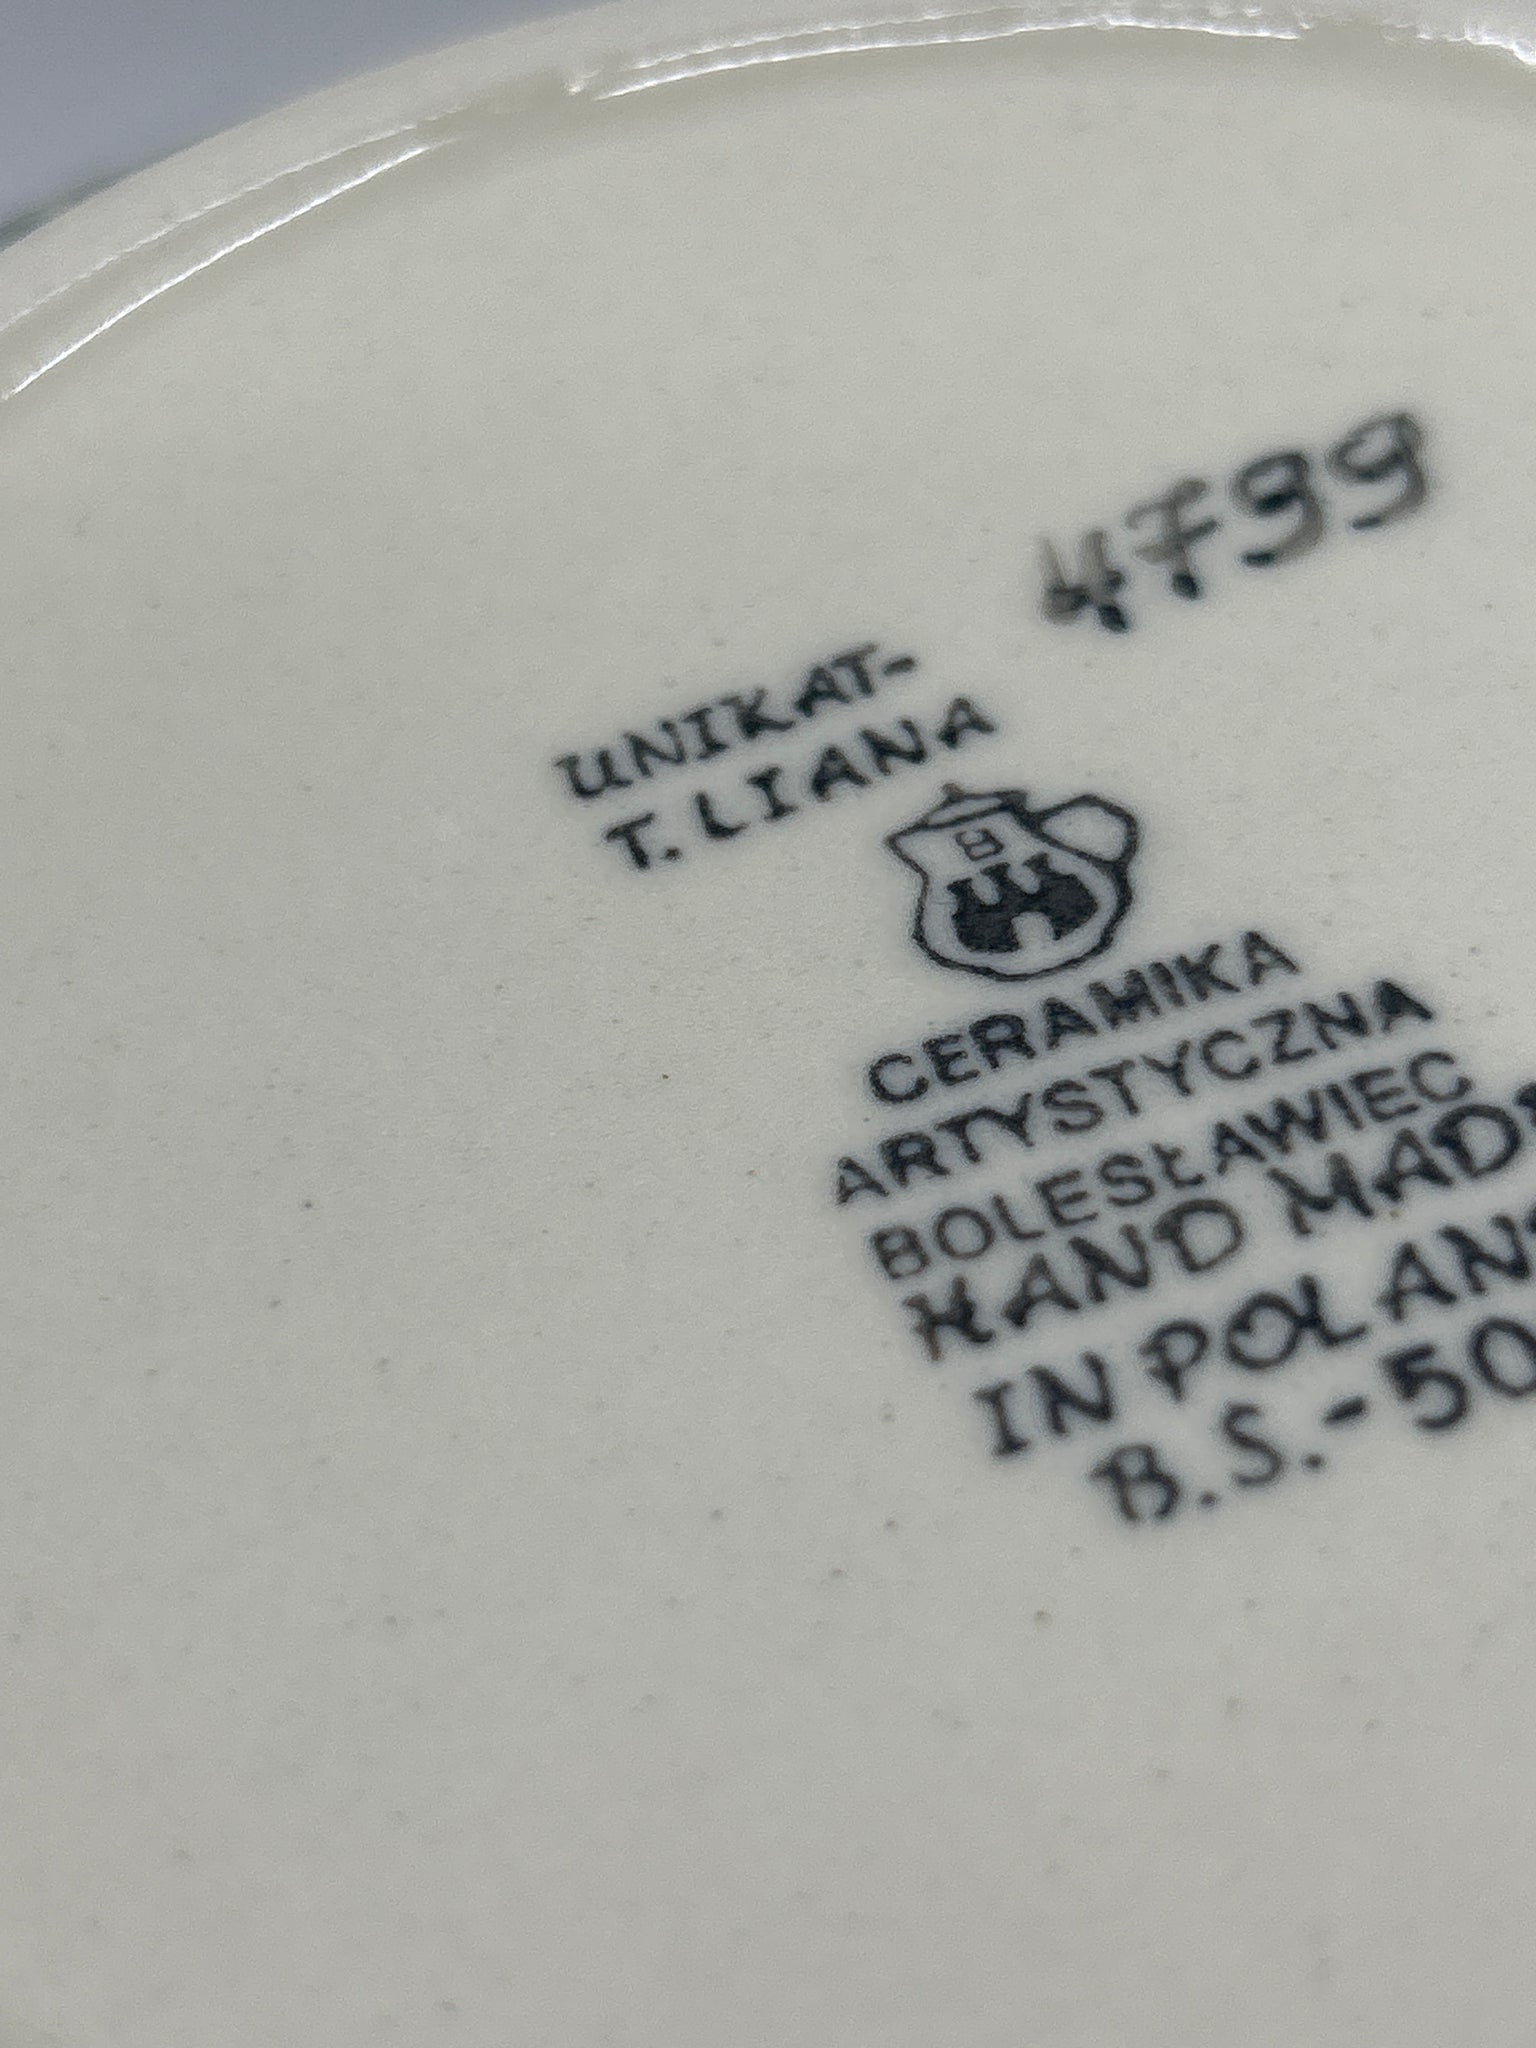 4799
UNIKAT-
T. LIANA
B
CERAMIKA
ARTYSTYCZNA
BOLESŁAWIEC
HAND MAD
IN POLAN
B.S.-50